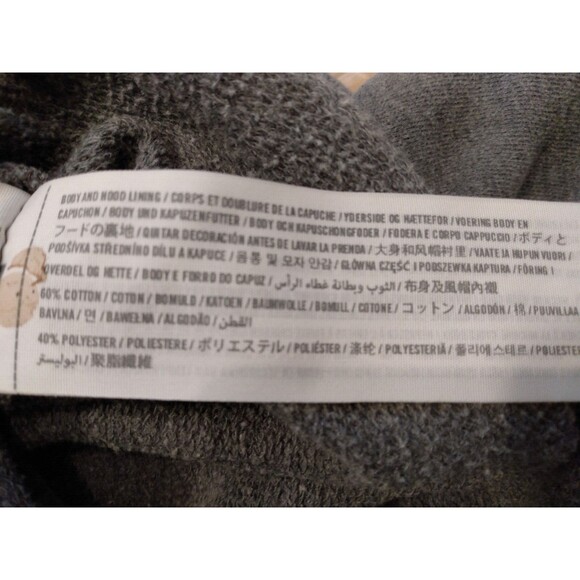 BODY AND HOOD LINING / CORPS ET DOUBLURE DE LA CAPUCHE / YDERSIDE OG HÆTTEFOR / VOERING BODY EN
CAPUCHON / BODY UND KAPUZENFUTTER / BODY OCH KAPUSCHONGFODER / FODERA E CORPO CAPPUCCIO / ボディと
フードの裏地 / QUITAR DECORACIÓN ANTES DE LAVAR LA PRENDA / 大身和风帽衬里 / VAATE JA HUPUN VUORI /
PODŠÍVKA STŘEDNÍHO DÍLU A KAPUCE / 몸통 및 모자 안감 / GŁÓWNA CZĘŚĆ I PODSZEWKA KAPTURA / FÔRING I
OVERDEL OG HETTE / BODY E FORRO DO CAPUZ / الثوب وبطانة غطاء الرأس / 布身及風帽內襯
60% COTTON / COTON / BOMULD / KATOEN / BAUMWOLLE / BOMULL / COTONE / コットン / ALGODÓN / 棉 / PUUVILLAA
BAVLNA / 면 / BAWEŁNA / ALGODÃO / القطن
40% POLYESTER / POLIESTERE / ポリエステル / POLIÉSTER / 涤纶 / POLYESTERIÄ / 폴리에스테르 / POLIESTER
البوليستر / 聚脂纖維